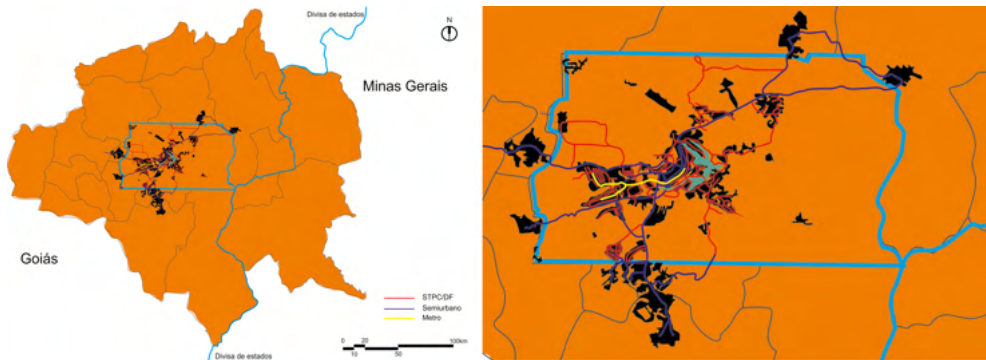 Divisa de estados
N
Minas Gerais
Goiás
STPC/DF
Semiurbano
Metro
0 20 100km
10 50
Divisa de estados